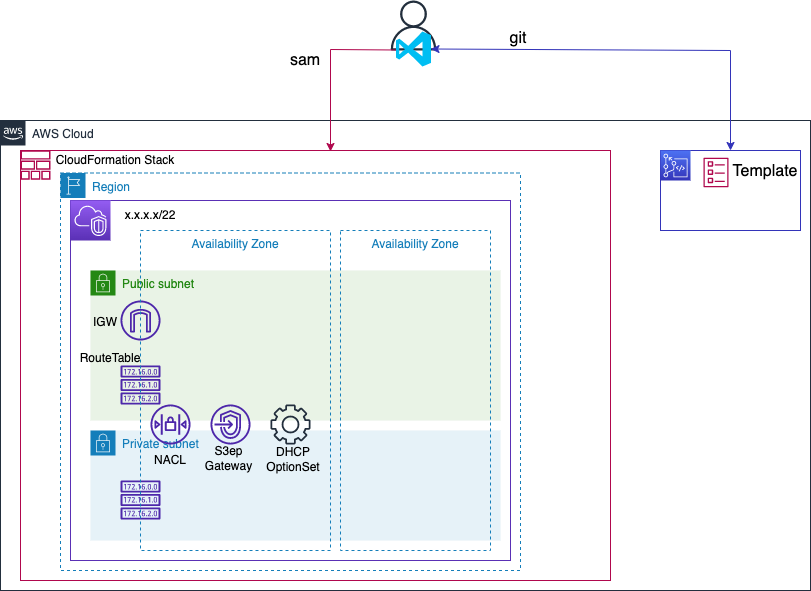 git
sam
aws
AWS Cloud
CloudFormation Stack
Template
Region
x.x.x.x/22
Availability Zone
Availability Zone
Public subnet
IGW
RouteTable
172.16.0.0
172.16.1.0
172.16.2.0
Private subnet
NACL
S3ep
Gateway
DHCP
OptionSet
172.16.0.0
172.16.1.0
172.16.2.0